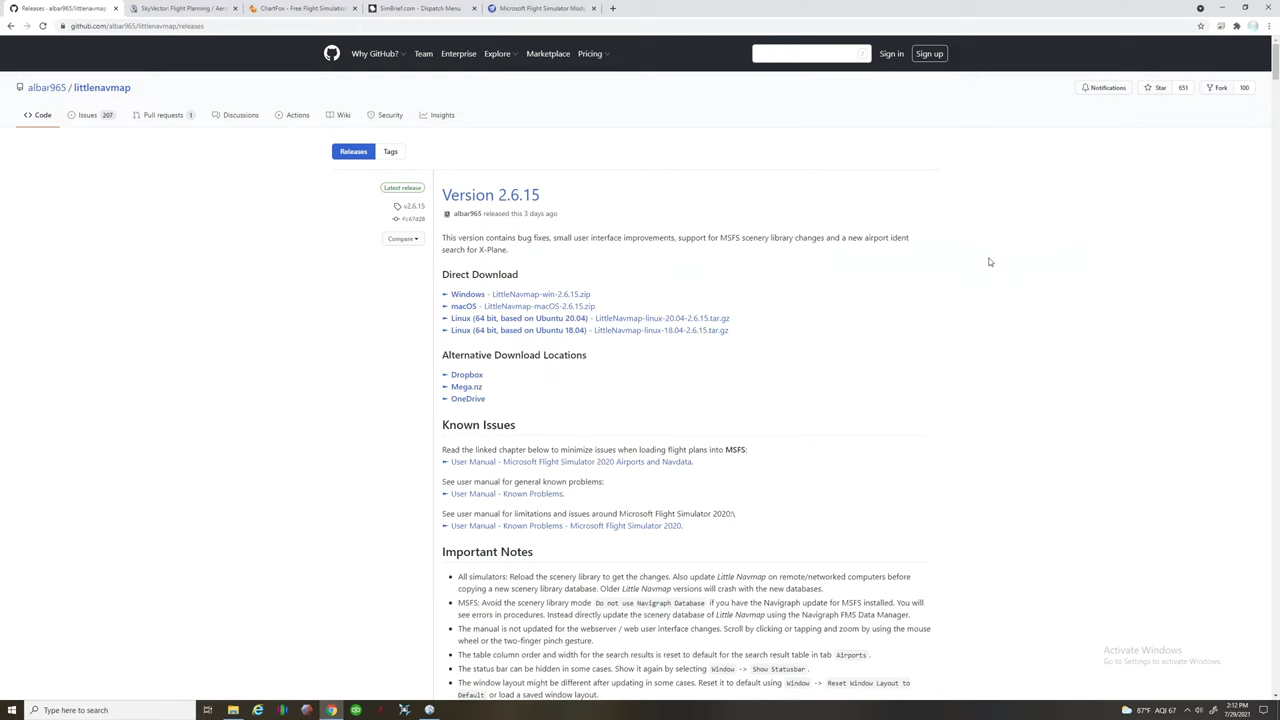 Releases · albar965/littlenavmap
SkyVector: Flight Planning / Aero
ChartFox - Free Flight Simulation
SimBrief.com - Dispatch Menu
Microsoft Flight Simulator Mods
github.com/albar965/littlenavmap/releases
Why GitHub? Team Enterprise Explore Marketplace Pricing
/ Sign in Sign up
albar965 / littlenavmap
Notifications Star 651 Fork 100
Code Issues 207 Pull requests 1 Discussions Actions Wiki Security Insights
Releases Tags
Latest release
v2.6.15
fc67d28
Compare
Version 2.6.15
albar965 released this 3 days ago
This version contains bug fixes, small user interface improvements, support for MSFS scenery library changes and a new airport ident
search for X-Plane.
Direct Download
► Windows - LittleNavmap-win-2.6.15.zip
► macOS - LittleNavmap-macOS-2.6.15.zip
► Linux (64 bit, based on Ubuntu 20.04) - LittleNavmap-linux-20.04-2.6.15.tar.gz
► Linux (64 bit, based on Ubuntu 18.04) - LittleNavmap-linux-18.04-2.6.15.tar.gz
Alternative Download Locations
► Dropbox
► Mega.nz
► OneDrive
Known Issues
Read the linked chapter below to minimize issues when loading flight plans into MSFS:
► User Manual - Microsoft Flight Simulator 2020 Airports and Navdata.
See user manual for general known problems:
► User Manual - Known Problems.
See user manual for limitations and issues around Microsoft Flight Simulator 2020:\
► User Manual - Known Problems - Microsoft Flight Simulator 2020.
Important Notes
• All simulators: Reload the scenery library to get the changes. Also update Little Navmap on remote/networked computers before
copying a new scenery library database. Older Little Navmap versions will crash with the new databases.
• MSFS: Avoid the scenery library mode Do not use Navigraph Database if you have the Navigraph update for MSFS installed. You will
see errors in procedures. Instead directly update the scenery database of Little Navmap using the Navigraph FMS Data Manager.
• The manual is not updated for the webserver / web user interface changes. Scroll by clicking or tapping and zoom by using the mouse
wheel or the two-finger pinch gesture.
• The table column order and width for the search results is reset to default for the search result table in tab Airports .
• The status bar can be hidden in some cases. Show it again by selecting Window -> Show Statusbar .
• The window layout might be different after updating in some cases. Reset it to default using Window -> Reset Window Layout to
Default or load a saved window layout.
Activate Windows
Go to Settings to activate Windows.
Type here to search
87°F AQI 67
2:12 PM
7/29/2021